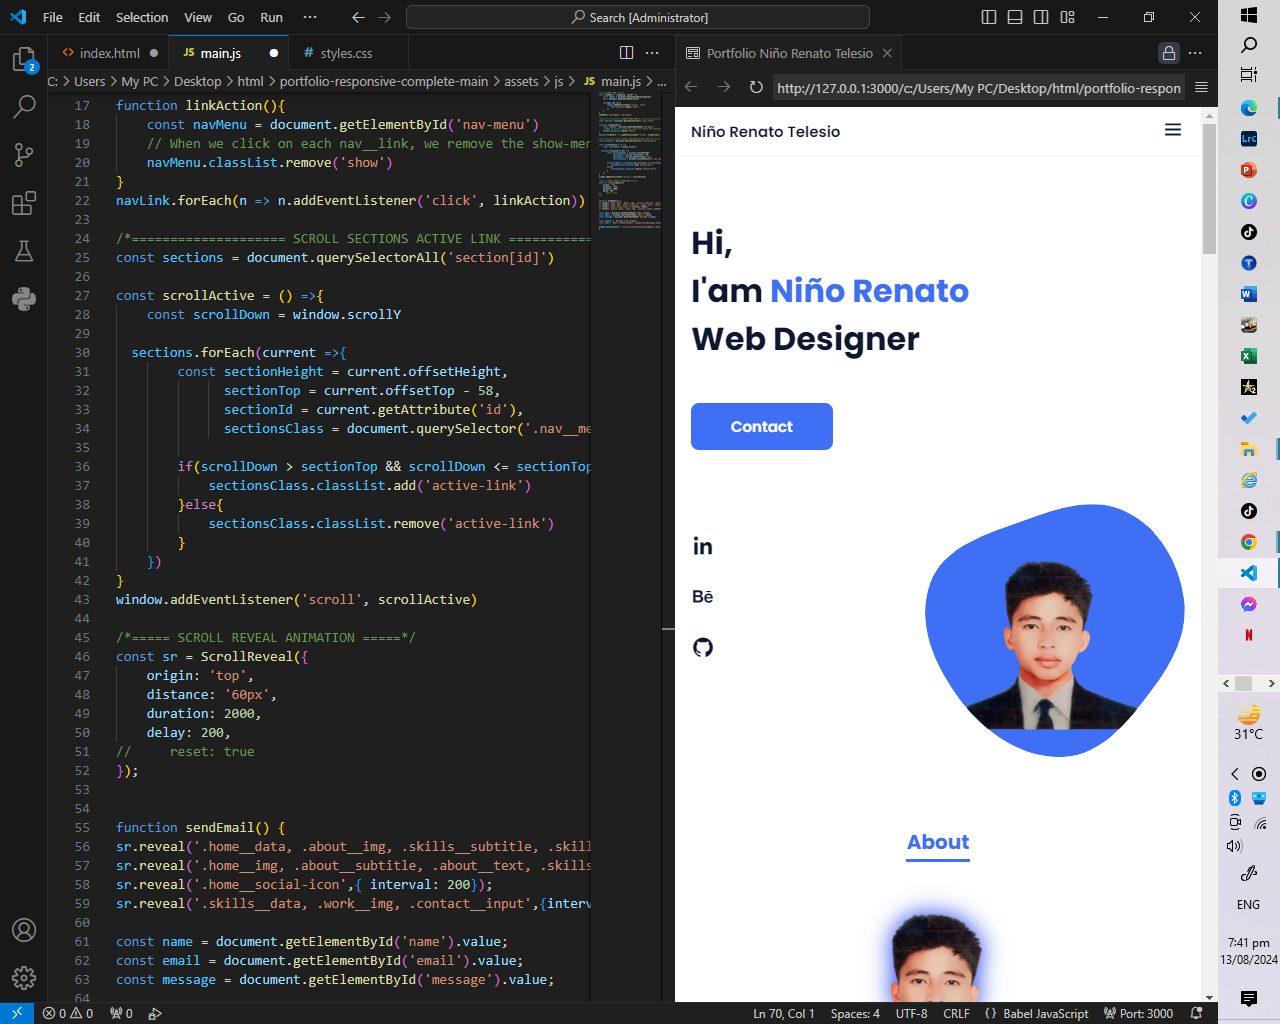 File Edit Selection View Go Run ··· Search [Administrator]
index.html
JS main.js
# styles.css
Portfolio Niño Renato Telesio
C: > Users > My PC > Desktop > html > portfolio-responsive-complete-main > assets > js > JS main.js > ...
http://127.0.0.1:3000/c:/Users/My PC/Desktop/html/portfolio-respon
17 function linkAction(){
18 const navMenu = document.getElementById('nav-menu')
19 // When we click on each nav__link, we remove the show-mer
20 navMenu.classList.remove('show')
21 }
22 navLink.forEach(n => n.addEventListener('click', linkAction))
23
24 /*==================== SCROLL SECTIONS ACTIVE LINK ===========
25 const sections = document.querySelectorAll('section[id]')
26
27 const scrollActive = () =>{
28 const scrollDown = window.scrollY
29
30 sections.forEach(current =>{
31 const sectionHeight = current.offsetHeight,
32 sectionTop = current.offsetTop - 58,
33 sectionId = current.getAttribute('id'),
34 sectionsClass = document.querySelector('.nav__me
35
36 if(scrollDown > sectionTop && scrollDown <= sectionTop
37 sectionsClass.classList.add('active-link')
38 }else{
39 sectionsClass.classList.remove('active-link')
40 }
41 })
42 }
43 window.addEventListener('scroll', scrollActive)
44
45 /*===== SCROLL REVEAL ANIMATION =====*/
46 const sr = ScrollReveal({
47 origin: 'top',
48 distance: '60px',
49 duration: 2000,
50 delay: 200,
51 // reset: true
52 });
53
54
55 function sendEmail() {
56 sr.reveal('.home__data, .about__img, .skills__subtitle, .skil
57 sr.reveal('.home__img, .about__subtitle, .about__text, .skills
58 sr.reveal('.home__social-icon',{ interval: 200});
59 sr.reveal('.skills__data, .work__img, .contact__input',{interv
60
61 const name = document.getElementById('name').value;
62 const email = document.getElementById('email').value;
63 const message = document.getElementById('message').value;
64
Niño Renato Telesio
Hi,
I'am Niño Renato
Web Designer
Contact
in
Bē
About
31°C
ENG
7:41 pm
13/08/2024
2
0 0 0 Ln 70, Col 1 Spaces: 4 UTF-8 CRLF {} Babel JavaScript Port: 3000